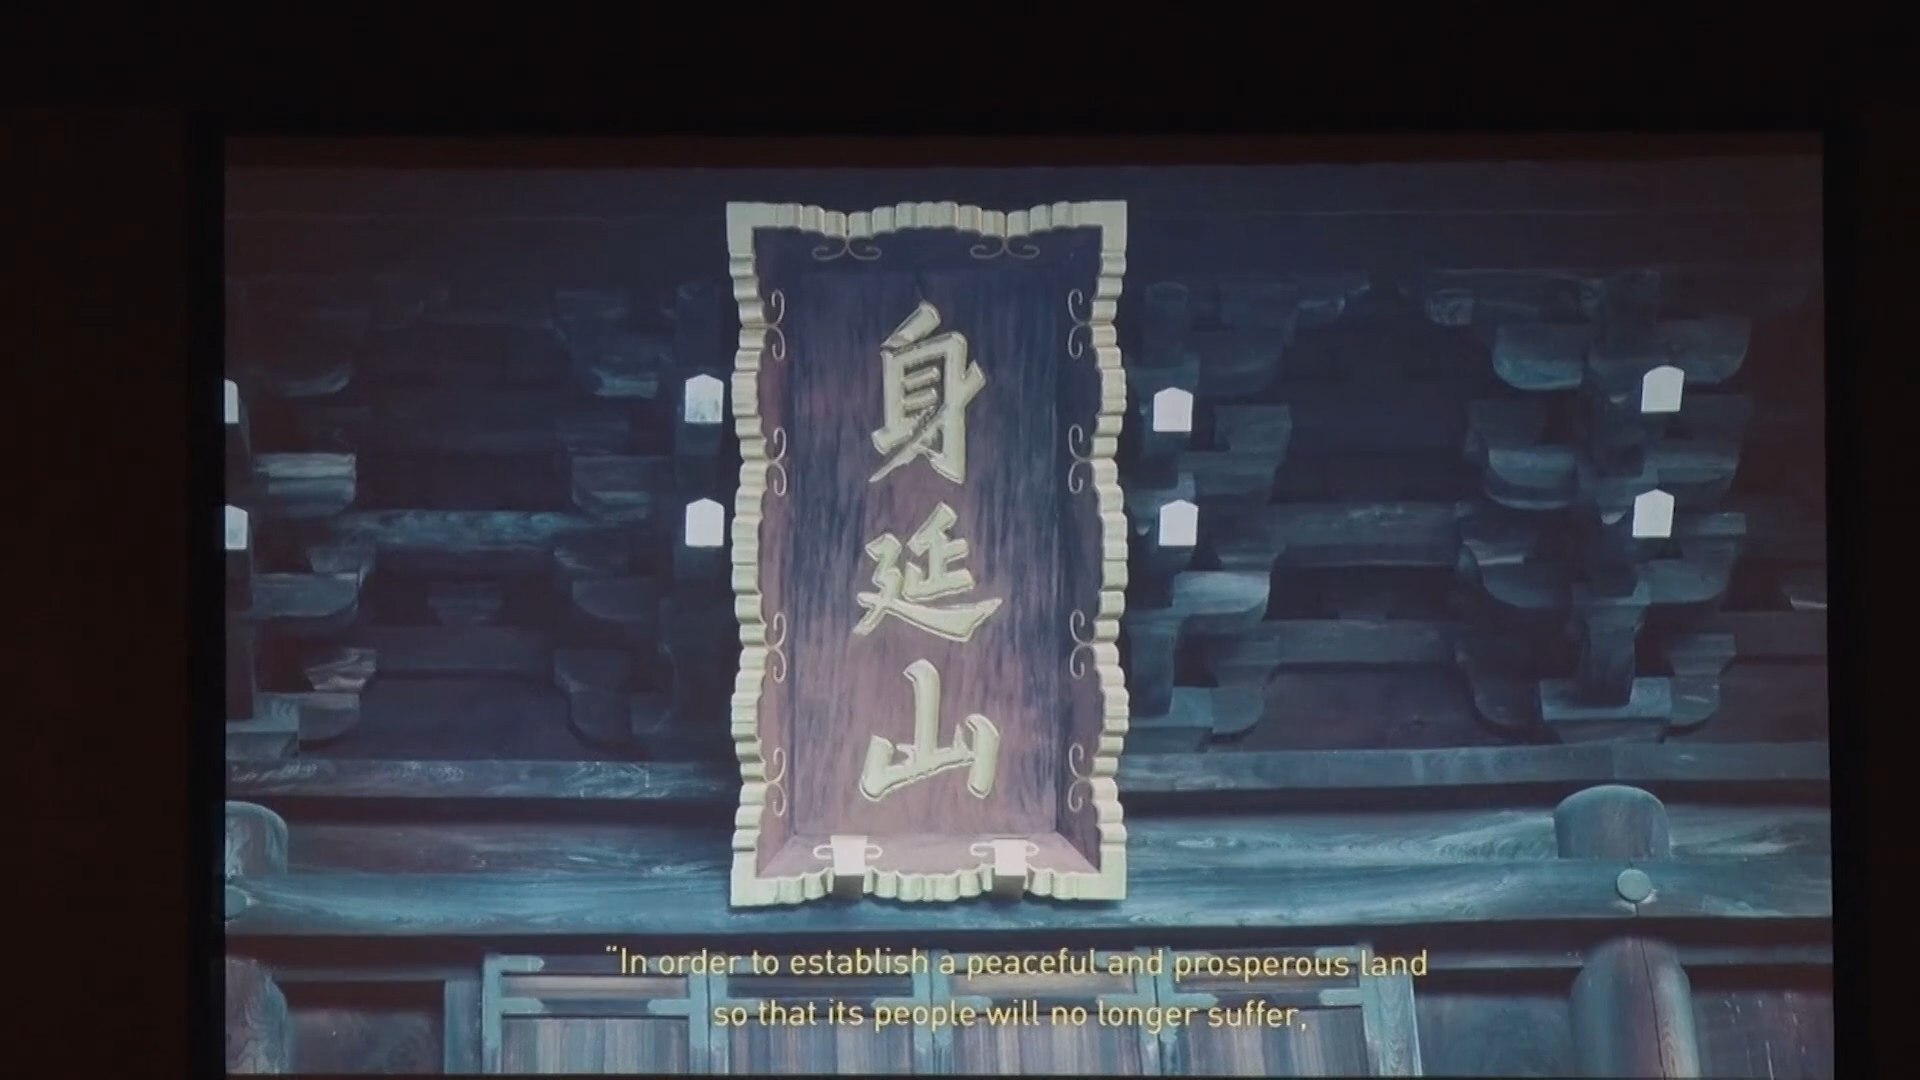 身延山
“In order to establish a peaceful and prosperous land
so that its people will no longer suffer,